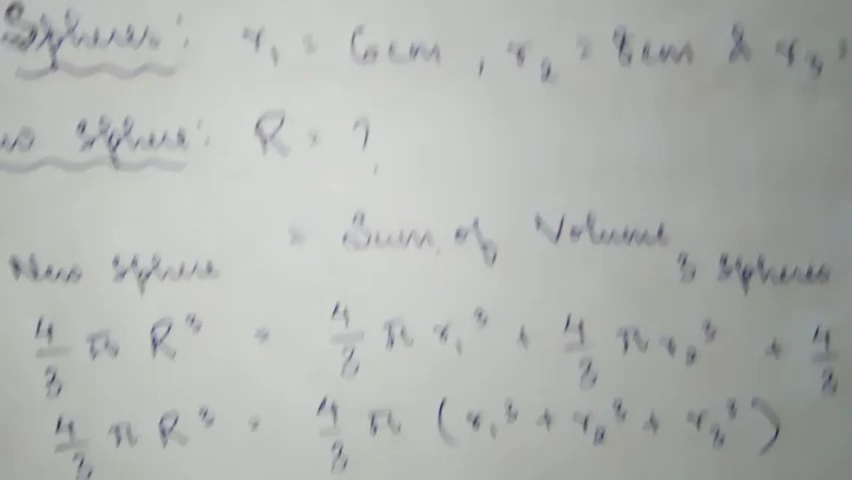 Spheres: r₁ = 6cm, r₂ = 8cm & r₃ =
Sphere: R = ?
= Sum of Volume
New Sphere 3 Spheres
4/3 π R³ = 4/3 π r₁³ + 4/3 π r₂³ + 4/3
4/3 π R³ = 4/3 π (r₁³ + r₂³ + r₃³)